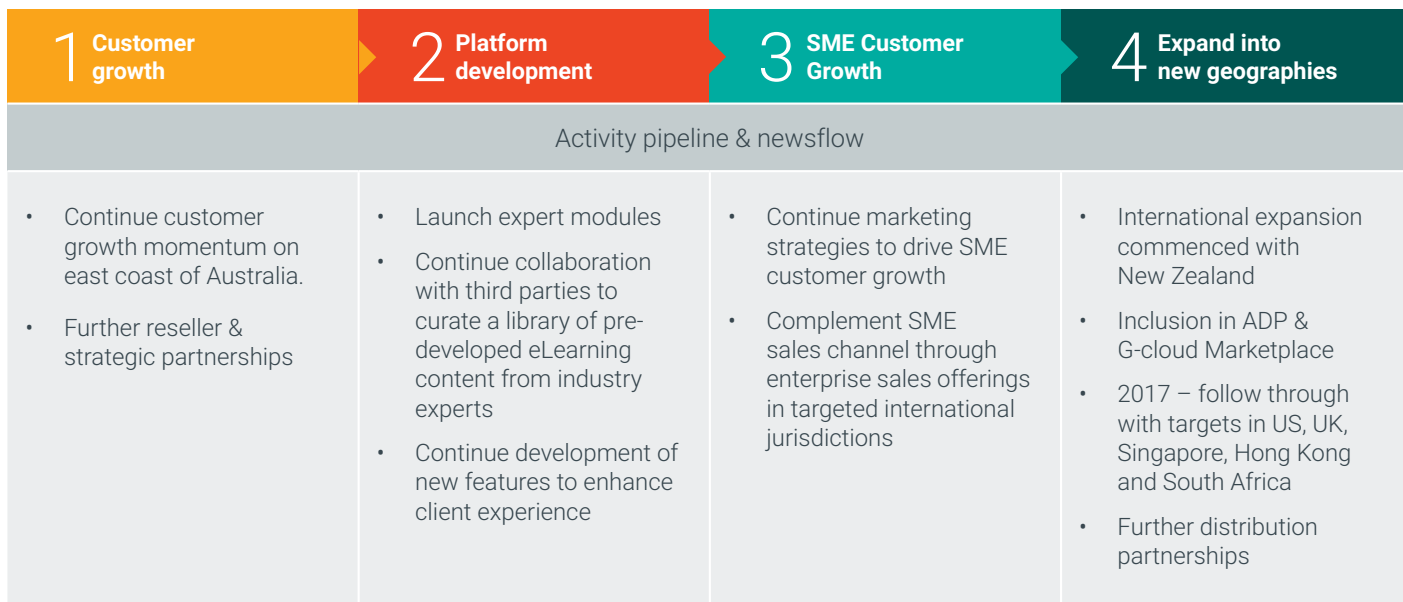 1 Customer
growth
2 Platform
development
3 SME Customer
Growth
4 Expand into
new geographies
Activity pipeline & newsflow
• Continue customer
growth momentum on
east coast of Australia.
• Further reseller &
strategic partnerships
• Launch expert modules
• Continue collaboration
with third parties to
curate a library of pre-
developed eLearning
content from industry
experts
• Continue development of
new features to enhance
client experience
• Continue marketing
strategies to drive SME
customer growth
• Complement SME
sales channel through
enterprise sales offerings
in targeted international
jurisdictions
• International expansion
commenced with
New Zealand
• Inclusion in ADP &
G-cloud Marketplace
• 2017 – follow through
with targets in US, UK,
Singapore, Hong Kong
and South Africa
• Further distribution
partnerships